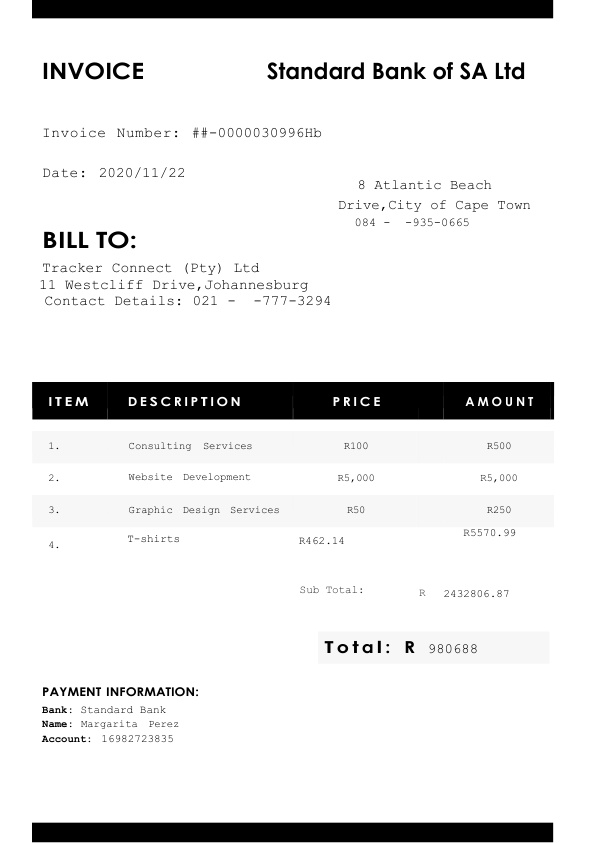 INVOICE Standard Bank of SA Ltd
Invoice Number: ##-0000030996Hb
Date: 2020/11/22
8 Atlantic Beach
Drive,City of Cape Town
084 - -935-0665
BILL TO:
Tracker Connect (Pty) Ltd
11 Westcliff Drive,Johannesburg
Contact Details: 021 - -777-3294
ITEM DESCRIPTION PRICE AMOUNT
1. Consulting Services R100 R500
2. Website Development R5,000 R5,000
3. Graphic Design Services R50 R250
4. T-shirts R462.14 R5570.99
Sub Total: R 2432806.87
Total: R 980688
PAYMENT INFORMATION:
Bank: Standard Bank
Name: Margarita Perez
Account: 16982723835